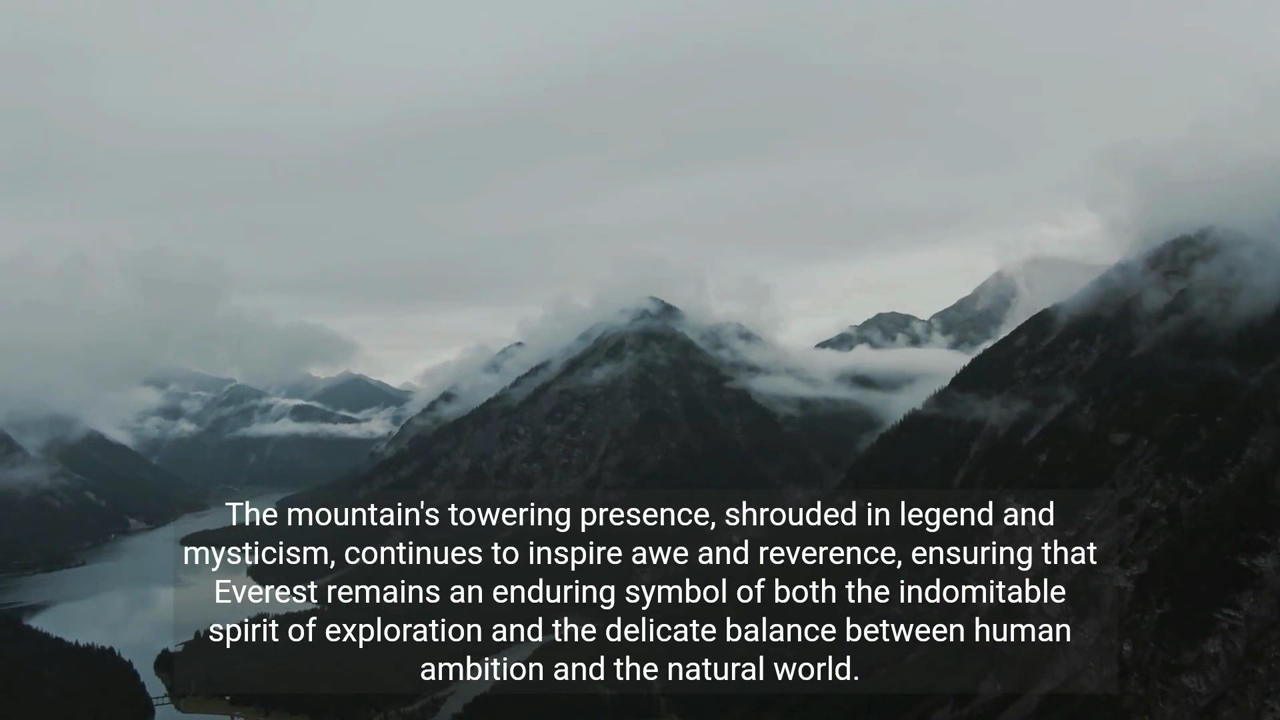 The mountain's towering presence, shrouded in legend and
mysticism, continues to inspire awe and reverence, ensuring that
Everest remains an enduring symbol of both the indomitable
spirit of exploration and the delicate balance between human
ambition and the natural world.